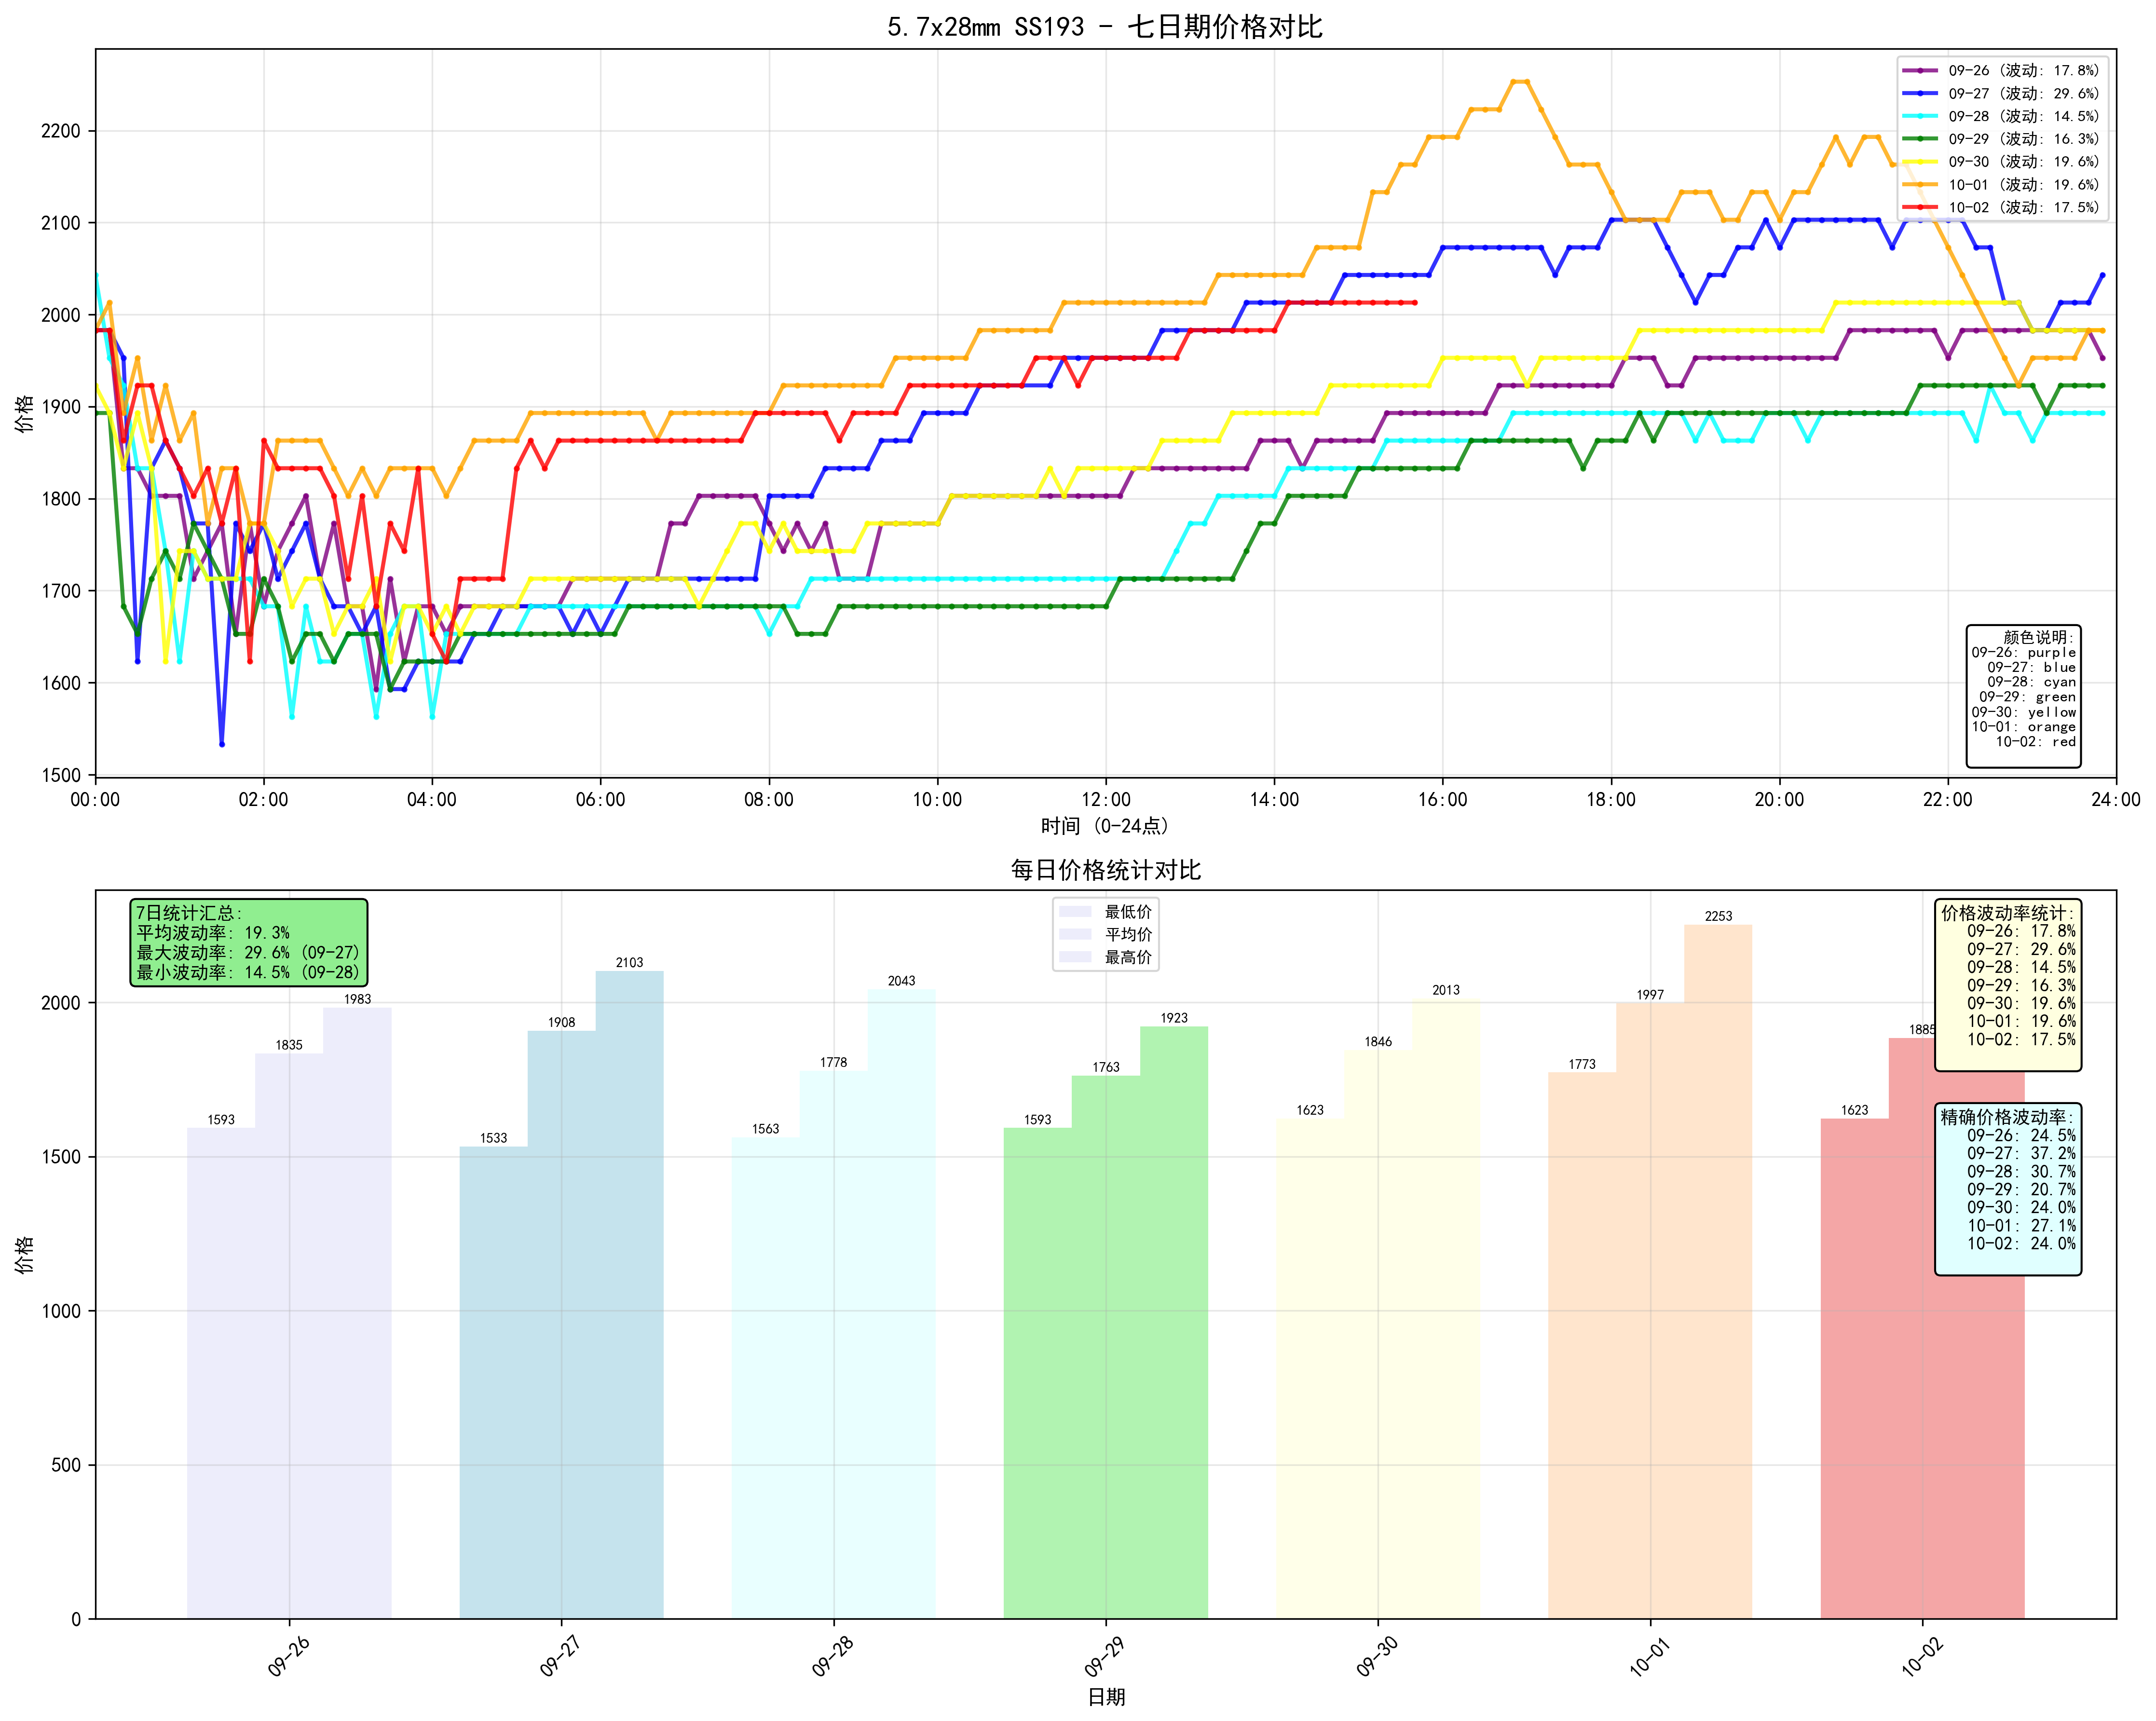 5.7x28mm SS193 - 七日期价格对比
价格
2200
2100
2000
1900
1800
1700
1600
1500
09-26 (波动: 17.8%)
09-27 (波动: 29.6%)
09-28 (波动: 14.5%)
09-29 (波动: 16.3%)
09-30 (波动: 19.6%)
10-01 (波动: 19.6%)
10-02 (波动: 17.5%)
颜色说明:
09-26: purple
09-27: blue
09-28: cyan
09-29: green
09-30: yellow
10-01: orange
10-02: red
00:00 02:00 04:00 06:00 08:00 10:00 12:00 14:00 16:00 18:00 20:00 22:00 24:00
时间 (0-24点)
每日价格统计对比
价格
2000
1500
1000
500
0
7日统计汇总:
平均波动率: 19.3%
最大波动率: 29.6% (09-27)
最小波动率: 14.5% (09-28)
最低价
平均价
最高价
价格波动率统计:
09-26: 17.8%
09-27: 29.6%
09-28: 14.5%
09-29: 16.3%
09-30: 19.6%
10-01: 19.6%
10-02: 17.5%
精确价格波动率:
09-26: 24.5%
09-27: 37.2%
09-28: 30.7%
09-29: 20.7%
09-30: 24.0%
10-01: 27.1%
10-02: 24.0%
1593 1835 1983
1533 1908 2103
1563 1778 2043
1593 1763 1923
1623 1846 2013
1773 1997 2253
1623 1885
09-26 09-27 09-28 09-29 09-30 10-01 10-02
日期